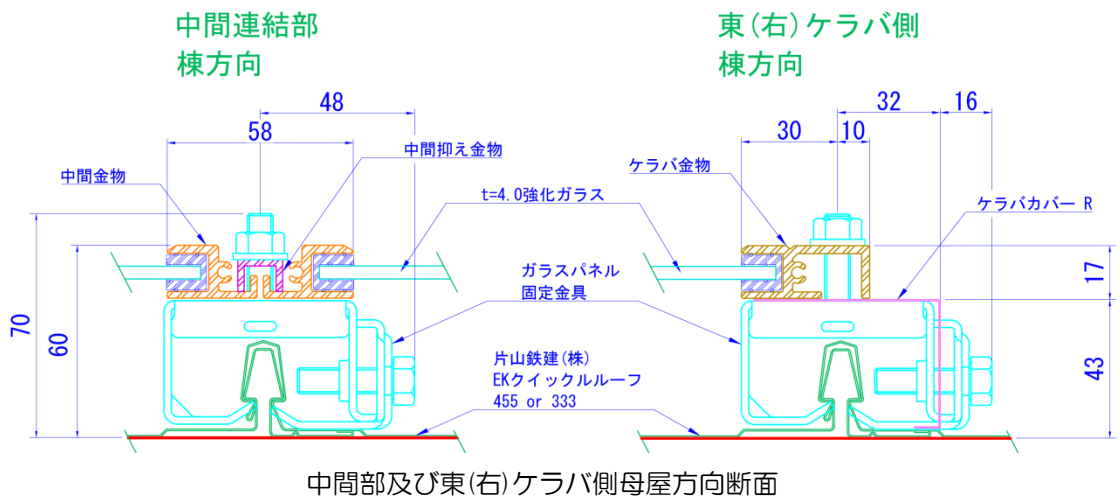 中間連結部
棟方向
東(右)ケラバ側
棟方向
48
58
中間抑え金物
中間金物
t=4.0強化ガラス
70
60
ガラスパネル
固定金具
片山鉄建(株)
EKクイックルルーフ
455 or 333
32
16
30
10
ケラバ金物
ケラバカバー R
17
43
中間部及び東(右)ケラバ側母屋方向断面